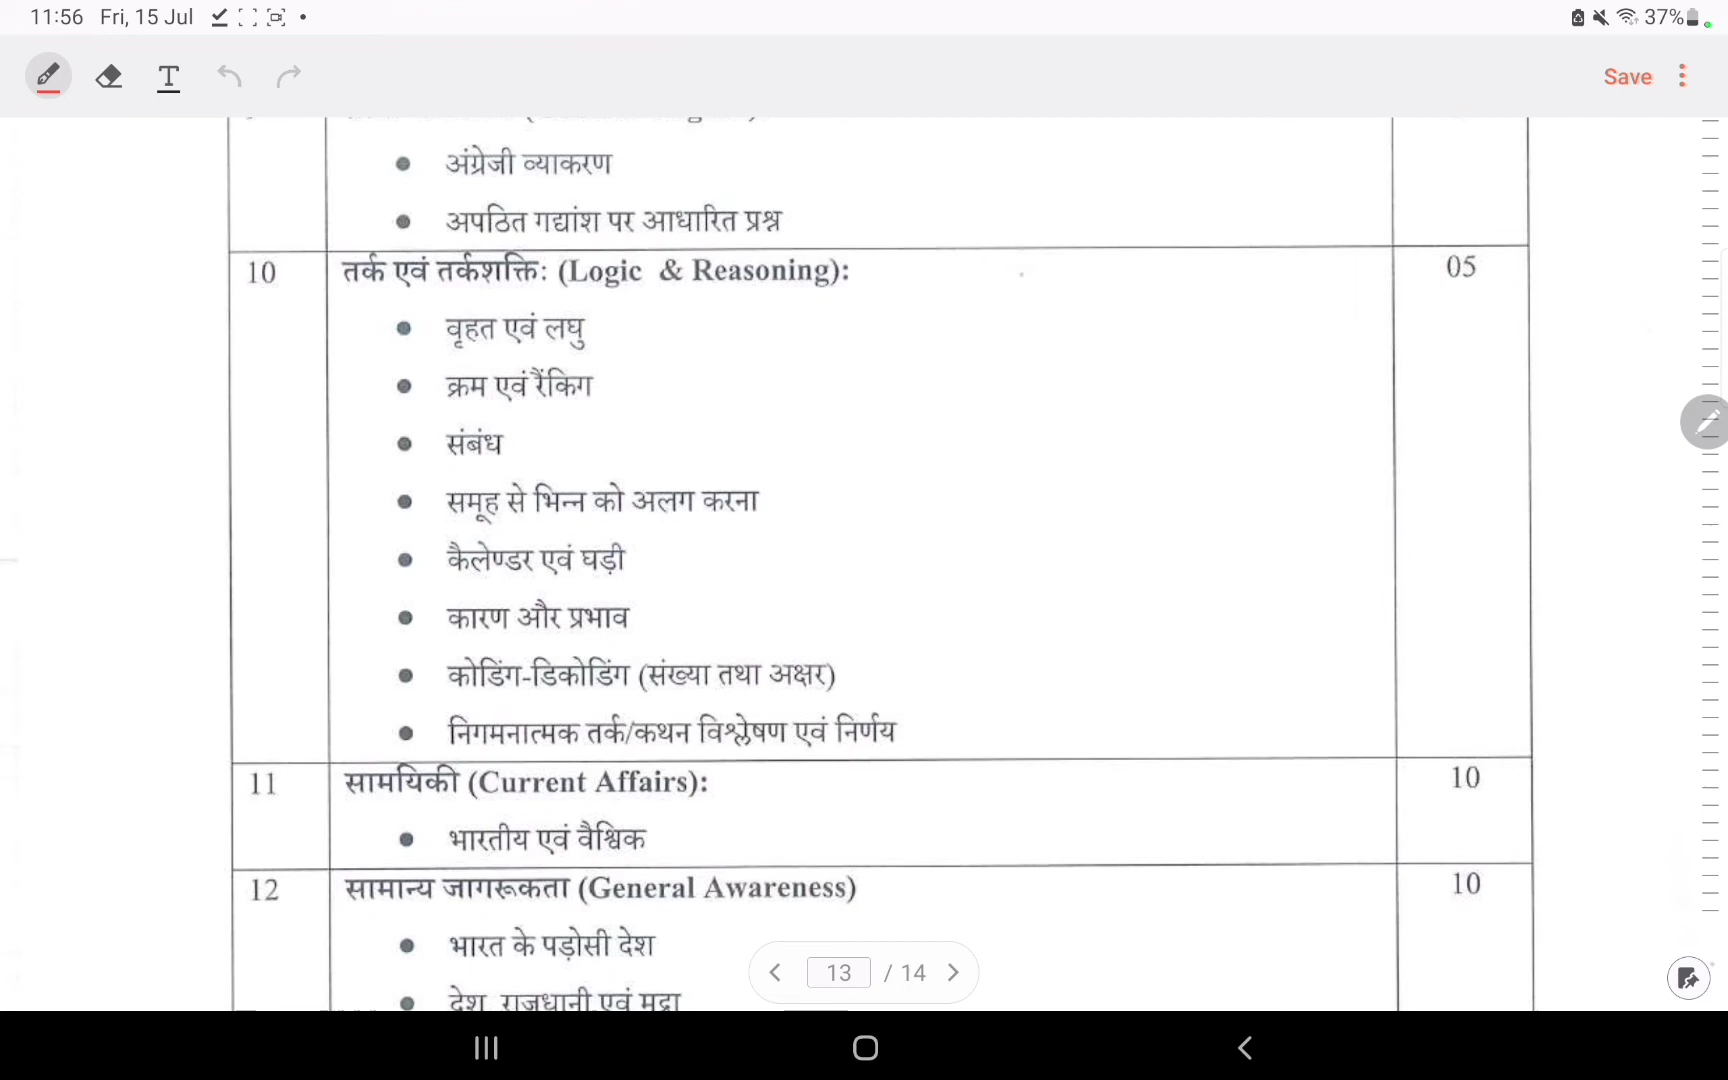 11:56 Fri, 15 Jul
37%
T
Save
अंग्रेजी व्याकरण
अपठित गद्यांश पर आधारित प्रश्न
10 तर्क एवं तर्कशक्ति: (Logic & Reasoning): 05
वृहत एवं लघु
क्रम एवं रैंकिग
संबंध
समूह से भिन्न को अलग करना
कैलेण्डर एवं घड़ी
कारण और प्रभाव
कोडिंग-डिकोडिंग (संख्या तथा अक्षर)
निगमनात्मक तर्क/कथन विश्लेषण एवं निर्णय
11 सामयिकी (Current Affairs): 10
भारतीय एवं वैश्विक
12 सामान्य जागरूकता (General Awareness) 10
भारत के पड़ोसी देश
13 / 14
देश, राजधानी एवं मुद्रा